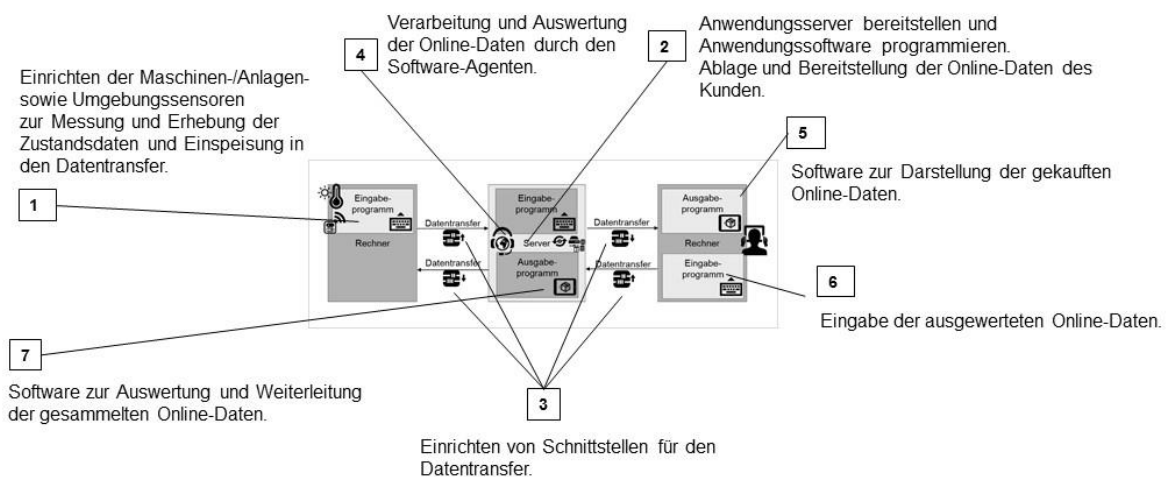 Verarbeitung und Auswertung
der Online-Daten durch den
Software-Agenten.
4
Anwendungsserver bereitstellen und
Anwendungssoftware programmieren.
Ablage und Bereitstellung der Online-Daten des
Kunden.
2
Einrichten der Maschinen-/Anlagen-
sowie Umgebungssensoren
zur Messung und Erhebung der
Zustandsdaten und Einspeisung in
den Datentransfer.
1
5
Software zur Darstellung der gekauften
Online-Daten.
Eingabe-
programm
Rechner
Datentransfer
Datentransfer
Eingabe-
programm
Server
Ausgabe-
programm
Datentransfer
Datentransfer
Ausgabe-
programm
Rechner
Eingabe-
programm
6
Eingabe der ausgewerteten Online-Daten.
7
Software zur Auswertung und Weiterleitung
der gesammelten Online-Daten.
3
Einrichten von Schnittstellen für den
Datentransfer.